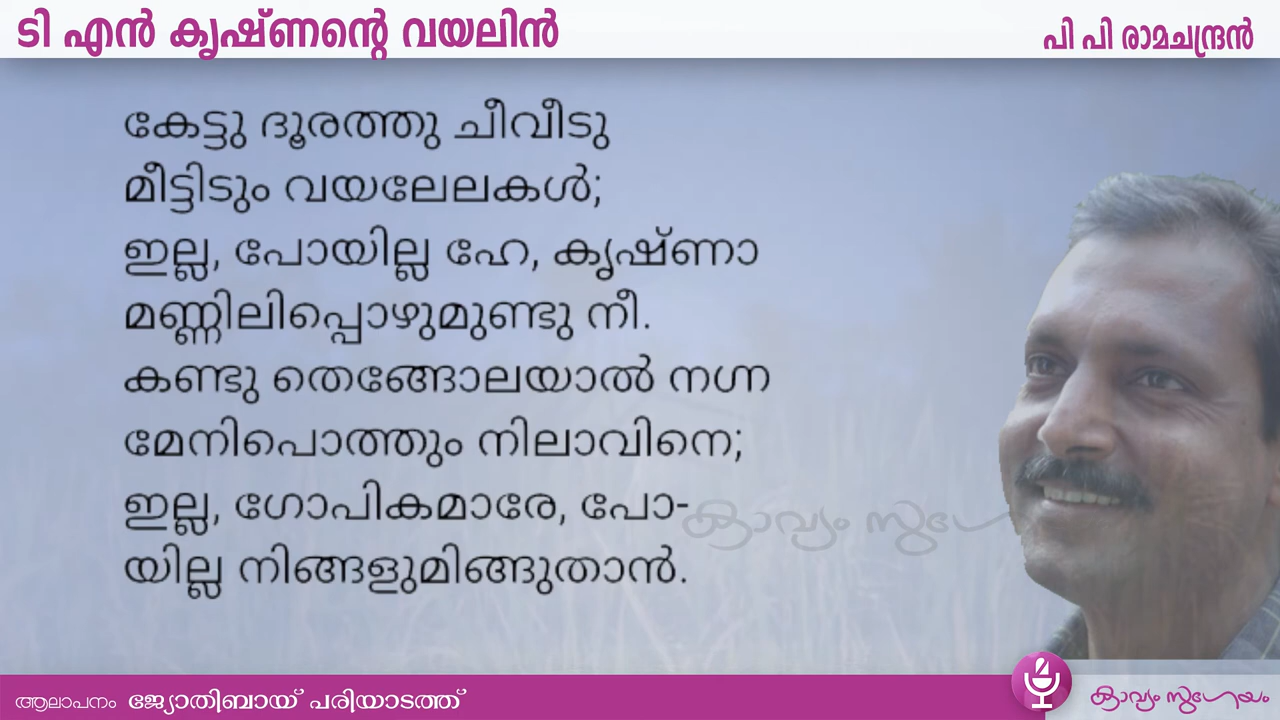 ടി എൻ കൃഷ്ണന്റെ വയലിൻ
പി പി രാമചന്ദ്രൻ
കേട്ടു ദൂരത്തു ചീവീടു
മീട്ടിടും വയലേലകൾ;
ഇല്ല, പോയില്ല ഹേ, കൃഷ്ണാ
മണ്ണിലിപ്പൊഴുമുണ്ടു നീ.
കണ്ടു തെങ്ങോലയാൽ നഗ്ന
മേനിപൊത്തും നിലാവിനെ;
ഇല്ല, ഗോപികമാരേ, പോ-
യില്ല നിങ്ങളുമിങ്ങുതാൻ.
കാവ്യം സുഗേ
ആലാപനം ജ്യോതിബായ് പരിയാടത്ത്
കാവ്യം സുഗേയം